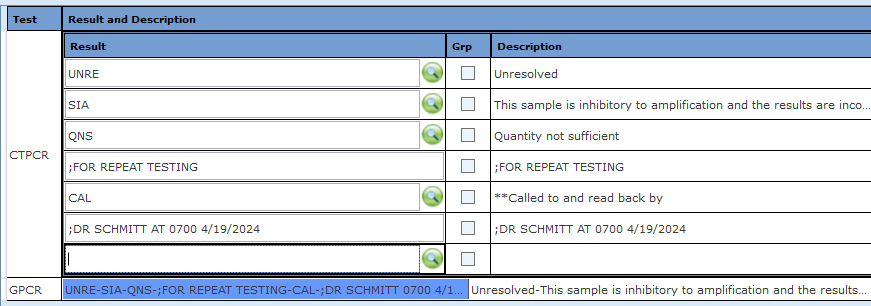 Test Result and Description
Result Grp Description
UNRE Unresolved
SIA This sample is inhibitory to amplification and the results are inco...
QNS Quantity not sufficient
CTPCR ;FOR REPEAT TESTING ;FOR REPEAT TESTING
CAL **Called to and read back by
;DR SCHMITT AT 0700 4/19/2024 ;DR SCHMITT AT 0700 4/19/2024
GPCR UNRE-SIA-QNS-;FOR REPEAT TESTING-CAL-;DR SCHMITT 0700 4/1... Unresolved-This sample is inhibitory to amplification and the results...